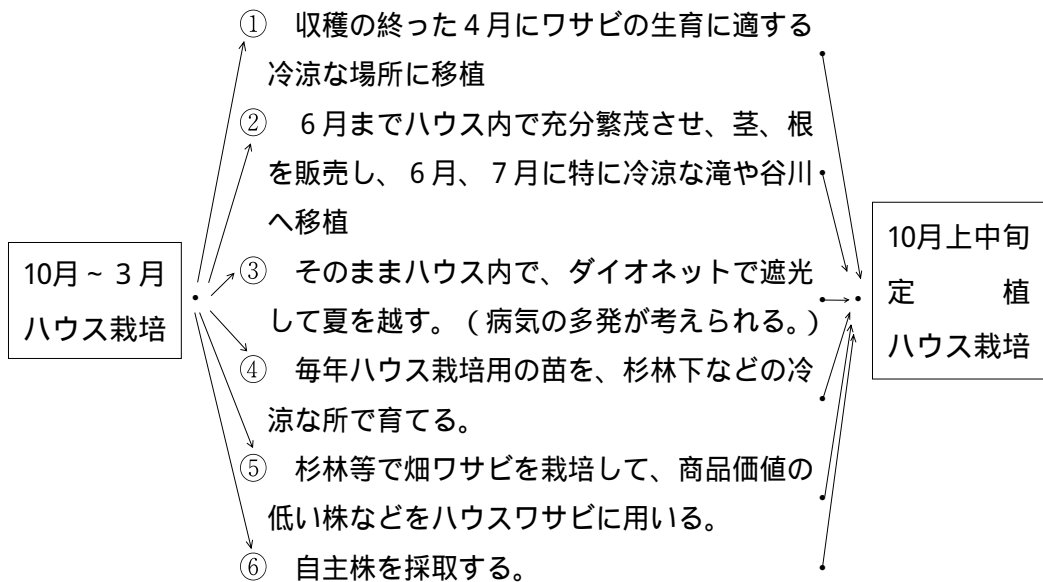 10月~3月
ハウス栽培
① 収穫の終った4月にワサビの生育に適する
冷涼な場所に移植
② 6月までハウス内で充分繁茂させ、茎、根
を販売し、6月、7月に特に冷涼な滝や谷川
へ移植
③ そのままハウス内で、ダイオネットで遮光
して夏を越す。(病気の多発が考えられる。)
④ 毎年ハウス栽培用の苗を、杉林下などの冷
涼な所で育てる。
⑤ 杉林等で畑ワサビを栽培して、商品価値の
低い株などをハウスワサビに用いる。
⑥ 自主株を採取する。
10月上中旬
定 植
ハウス栽培